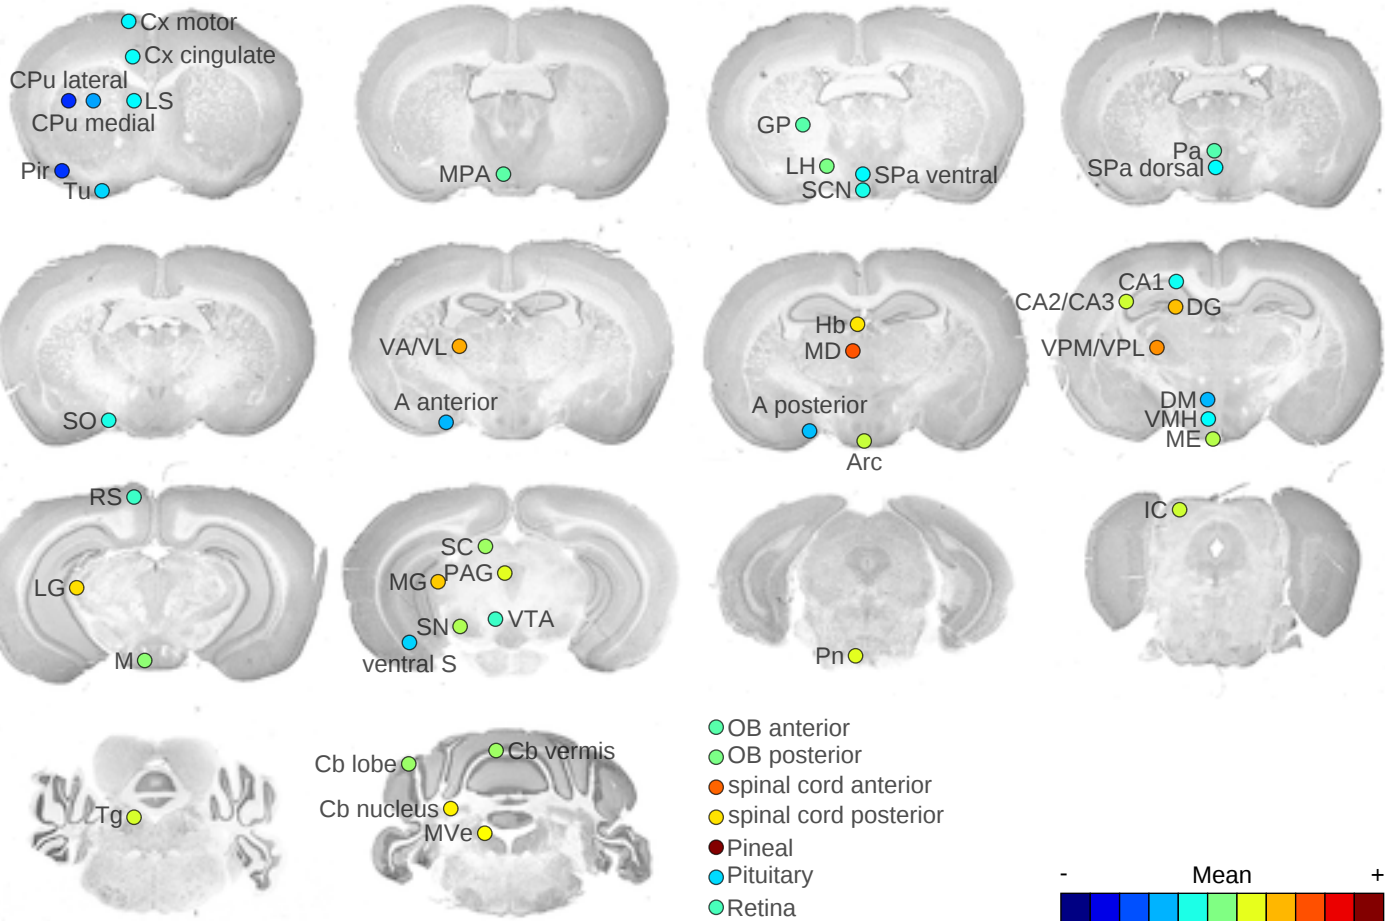 Cx motor
Cx cingulate
CPu lateral
LS
CPu medial
Pir
Tu
MPA
GP
LH
SPa ventral
SCN
Pa
SPa dorsal
SO
VA/VL
A anterior
Hb
MD
A posterior
Arc
CA1
CA2/CA3
DG
VPM/VPL
DM
VMH
ME
RS
LG
M
SC
PAG
MG
VTA
SN
ventral S
Pn
IC
Tg
Cb vermis
Cb lobe
Cb nucleus
MVe
OB anterior
OB posterior
spinal cord anterior
spinal cord posterior
Pineal
Pituitary
Retina
- Mean +